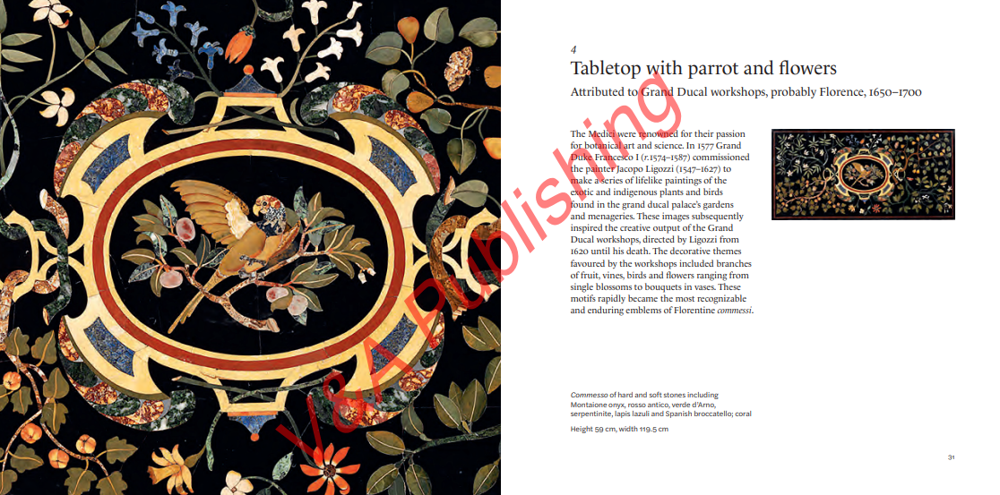 4
Tabletop with parrot and flowers
Attributed to Grand Ducal workshops, probably Florence, 1650–1700
The Medici were renowned for their passion
for botanical art and science. In 1577 Grand
Duke Francesco I (r.1574–1587) commissioned
the painter Jacopo Ligozzi (1547–1627) to
make a series of lifelike paintings of the
exotic and indigenous plants and birds
found in the grand ducal palace's gardens
and menageries. These images subsequently
inspired the creative output of the Grand
Ducal workshops, directed by Ligozzi from
1620 until his death. The decorative themes
favoured by the workshops included branches
of fruit, vines, birds and flowers ranging from
single blossoms to bouquets in vases. These
motifs rapidly became the most recognizable
and enduring emblems of Florentine commessi.
Commesso of hard and soft stones including
Montaione onyx, rosso antico, verde d'Arno,
serpentinite, lapis lazuli and Spanish broccatello; coral
Height 59 cm, width 119.5 cm
31
V&A Publishing